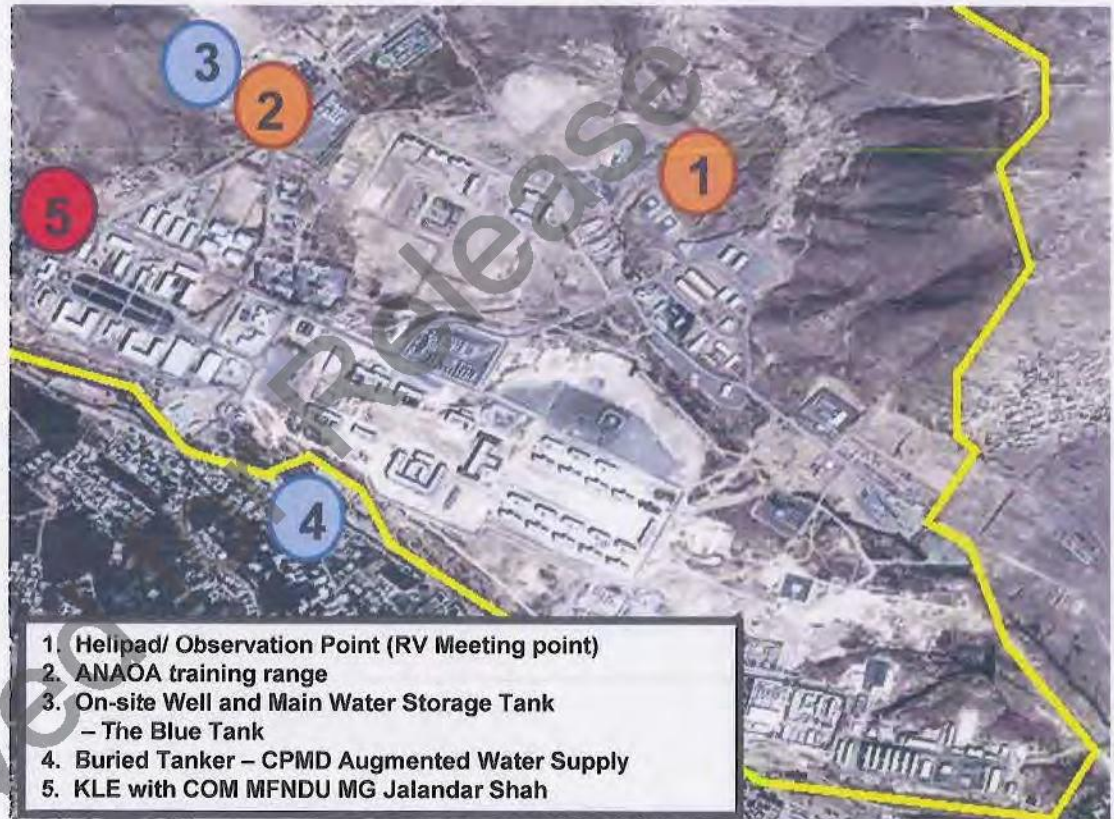 3
2
1
5
4
Release
1. Helipad/ Observation Point (RV Meeting point)
2. ANAOA training range
3. On-site Well and Main Water Storage Tank
– The Blue Tank
4. Buried Tanker – CPMD Augmented Water Supply
5. KLE with COM MFNDU MG Jalandar Shah